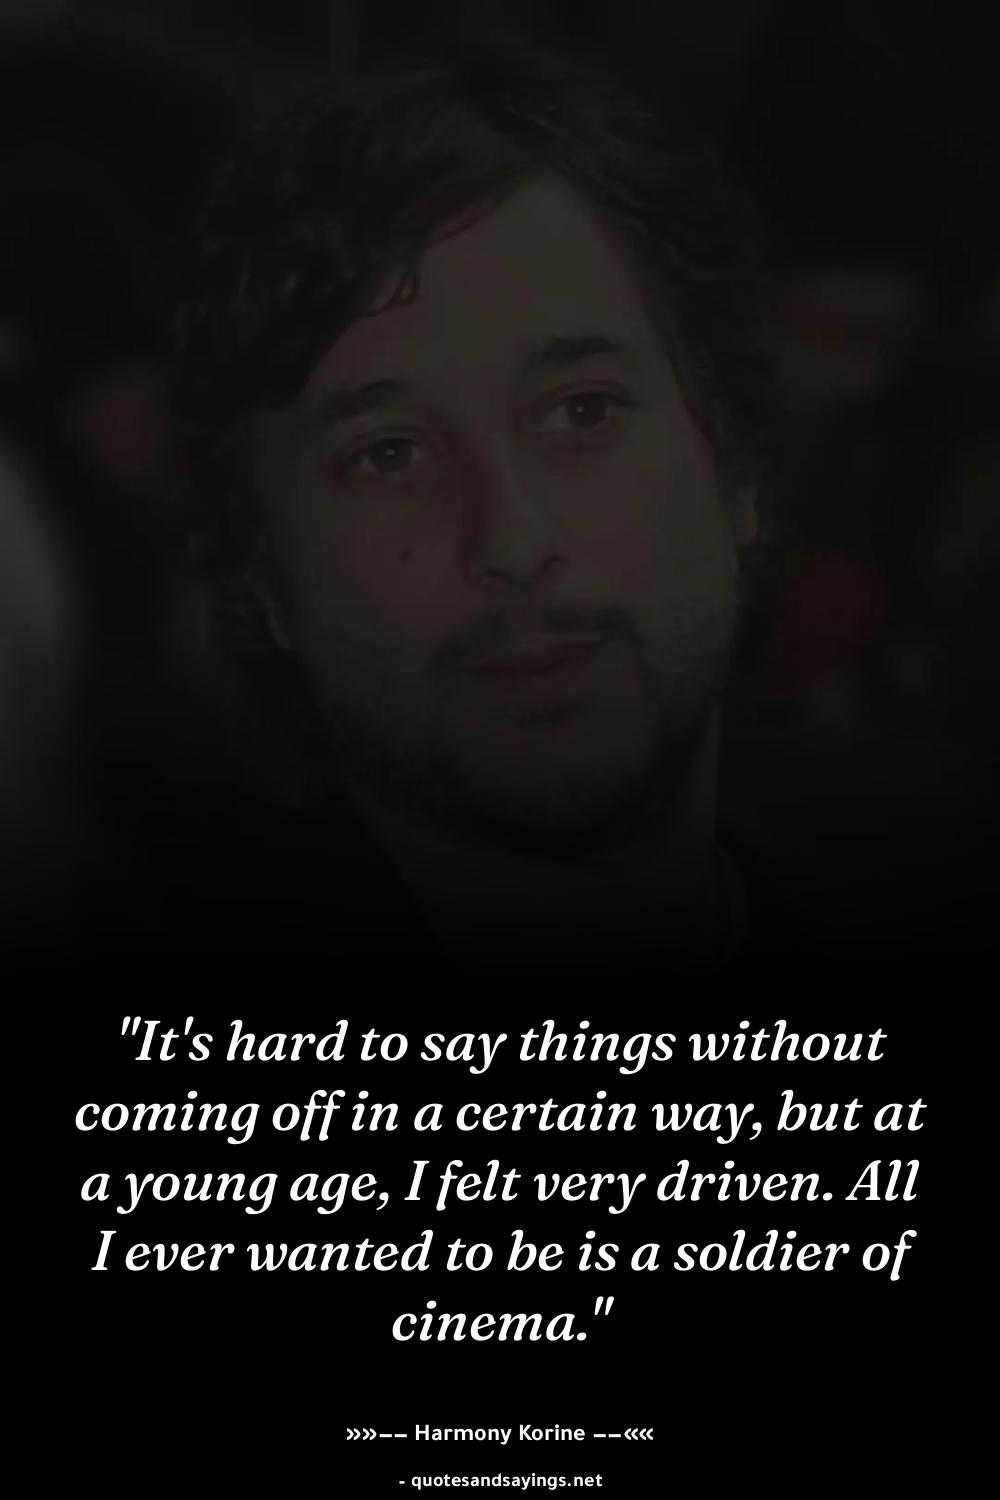 "It's hard to say things without
coming off in a certain way, but at
a young age, I felt very driven. All
I ever wanted to be is a soldier of
cinema."
»»–– Harmony Korine ––««
- quotesandsayings.net